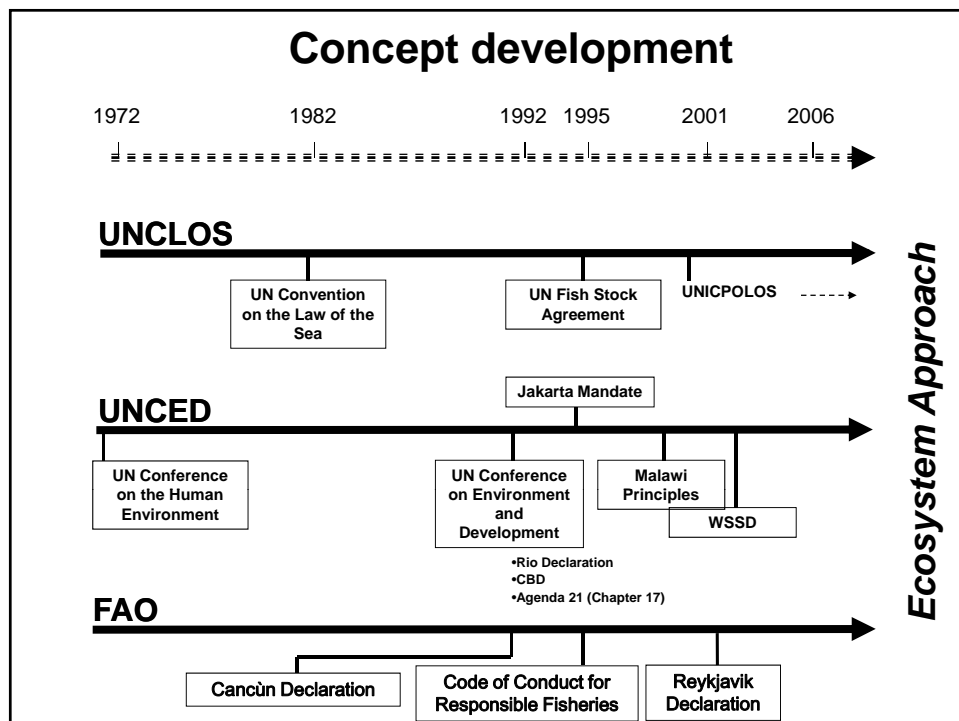 Concept development
1972 1982 1992 1995 2001 2006
UNCLOS
UN Convention
on the Law of the
Sea
UN Fish Stock
Agreement
UNICPOLOS
Jakarta Mandate
UNCED
UN Conference
on the Human
Environment
UN Conference
on Environment
and
Development
Malawi
Principles
WSSD
•Rio Declaration
•CBD
•Agenda 21 (Chapter 17)
FAO
Cancùn Declaration
Code of Conduct for
Responsible Fisheries
Reykjavik
Declaration
Ecosystem Approach